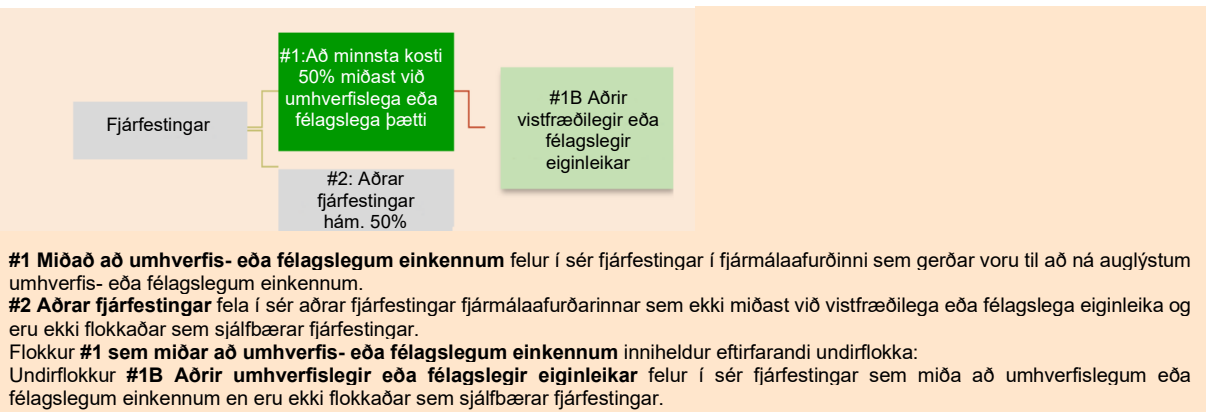 Fjárfestingar
#1:Að minnsta kosti
50% miðast við
umhverfislega eða
félagslega þætti
#2: Aðrar
fjárfestingar
hám. 50%
#1B Aðrir
vistfræðilegir eða
félagslegir
eiginleikar
#1 Miðað að umhverfis- eða félagslegum einkennum felur í sér fjárfestingar í fjármálaafurðinni sem gerðar voru til að ná auglýstum
umhverfis- eða félagslegum einkennum.
#2 Aðrar fjárfestingar fela í sér aðrar fjárfestingar fjármálaafurðarinnar sem ekki miðast við vistfræðilega eða félagslega eiginleika og
eru ekki flokkaðar sem sjálfbærar fjárfestingar.
Flokkur #1 sem miðar að umhverfis- eða félagslegum einkennum inniheldur eftirfarandi undirflokka:
Undirflokkur #1B Aðrir umhverfislegir eða félagslegir eiginleikar felur í sér fjárfestingar sem miða að umhverfislegum eða
félagslegum einkennum en eru ekki flokkaðar sem sjálfbærar fjárfestingar.